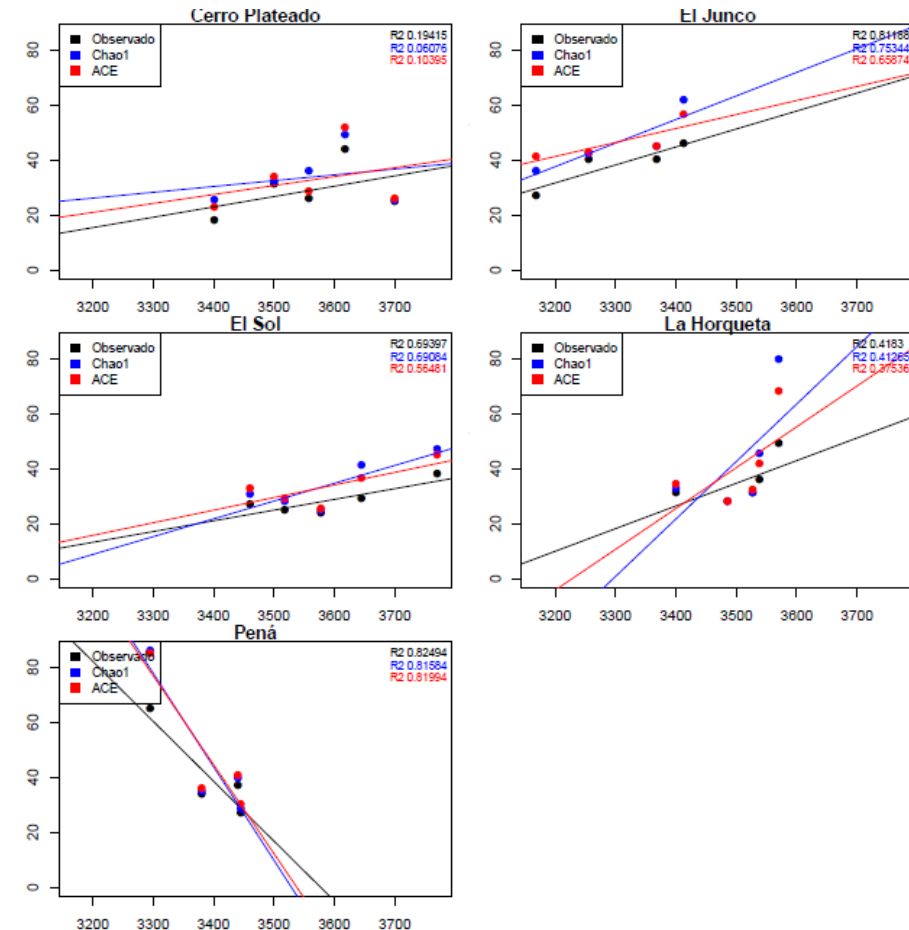 Cerro Plateado
Observado
Chao1
ACE
R2 0.19415
R2 0.06076
R2 0.10395
80
60
40
20
0
3200 3300 3400 3500 3600 3700
El Junco
Observado
Chao1
ACE
R2 0.81188
R2 0.75344
R2 0.65874
80
60
40
20
0
3200 3300 3400 3500 3600 3700
El Sol
Observado
Chao1
ACE
R2 0.69397
R2 0.69084
R2 0.56481
80
60
40
20
0
3200 3300 3400 3500 3600 3700
La Horqueta
Observado
Chao1
ACE
R2 0.4183
R2 0.41265
R2 0.37536
80
60
40
20
0
3200 3300 3400 3500 3600 3700
Pená
Observado
Chao1
ACE
R2 0.82494
R2 0.81584
R2 0.81994
80
60
40
20
0
3200 3300 3400 3500 3600 3700